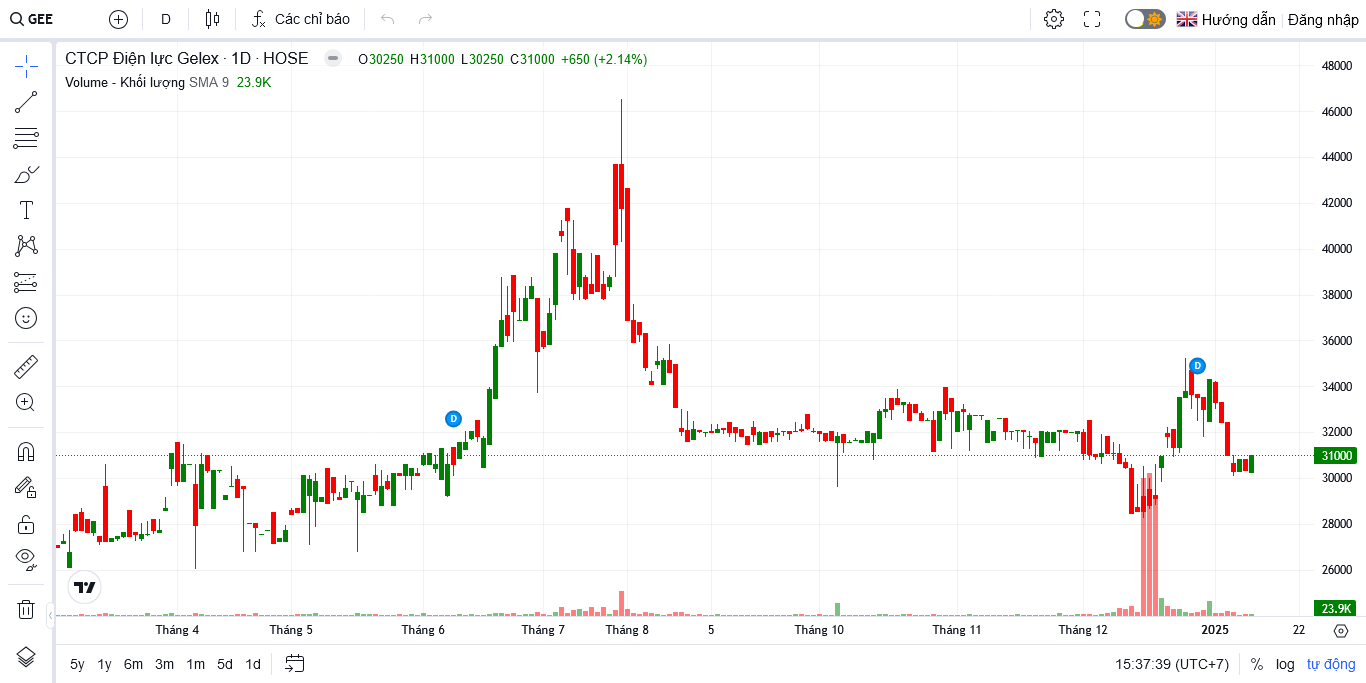 GEE D Các chỉ báo Hướng dẫn Đăng nhập
CTCP Điện lực Gelex · 1D · HOSE O30250 H31000 L30250 C31000 +650 (+2.14%)
Volume - Khối lượng SMA 9 23.9K
48000
46000
44000
42000
40000
38000
36000
34000
32000
31000
30000
28000
26000
23.9K
D
D
Tháng 4 Tháng 5 Tháng 6 Tháng 7 Tháng 8 5 Tháng 10 Tháng 11 Tháng 12 2025 22
5y 1y 6m 3m 1m 5d 1d 15:37:39 (UTC+7) % log tự động